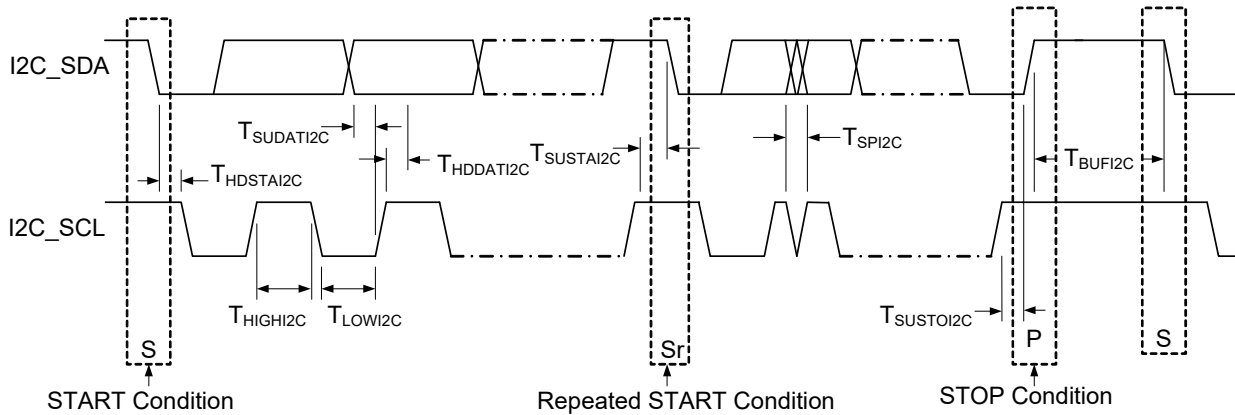 I2C_SDA
T_SUDATI2C
T_HDSTAI2C
T_HDDATI2C
T_SUSTAI2C
T_SPI2C
T_BUFI2C
I2C_SCL
T_HIGHI2C
T_LOWI2C
T_SUSTOI2C
S
Sr
P
S
START Condition
Repeated START Condition
STOP Condition